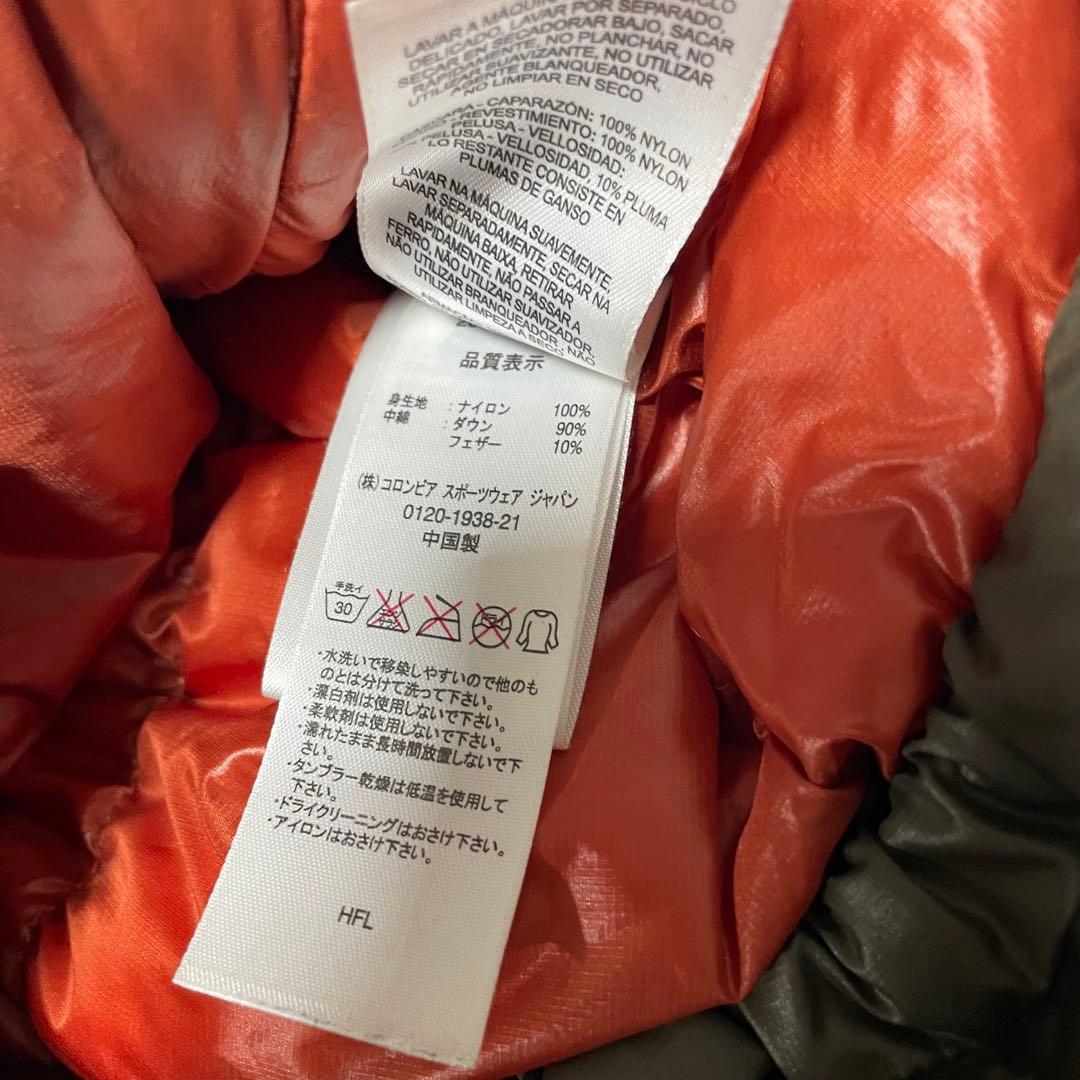 LAVAR A MÁQUINA
DELICADO, LAVAR POR SEPARADO,
SECAR EN SECADORAR BAJO, SACAR
RAPIDAMENTE, NO PLANCHAR, NO
UTILIZAR SUAVIZANTE, NO UTILIZAR
UTILAMENTE BLANQUEADOR,
NO LIMPIAR EN SECO
CAPARAZÓN: 100% NYLON
REVESTIMIENTO: 100% NYLON
PELUSA - VELLOSIDAD:
PELUSA - VELLOSIDAD, 10% PLUMA
LO RESTANTE CONSISTE EN
PLUMAS DE GANSO
LAVAR NA MÁQUINA SUAVEMENTE,
LAVAR SEPARADAMENTE, SECAR NA
MÁQUINA BAIXA, RETIRAR
RAPIDAMENTE, NÃO PASSAR A
FERRO, NÃO UTILIZAR SUAVIZADOR,
NÃO UTILIZAR BRANQUEADOR, NÃO
UTILIZAR LIMPEZA A SECO
品質表示
身生地 : ナイロン 100%
中綿 : ダウン 90%
フェザー 10%
(株)コロンビア スポーツウェア ジャパン
0120-1938-21
中国製
手洗イ
30
・水洗いで移染しやすいので他のも
のとは分けて洗って下さい。
・漂白剤は使用しないで下さい。
・柔軟剤は使用しないで下さい。
・濡れたまま長時間放置しないで下
さい。
・タンブラー乾燥は低温を使用して
下さい。
・ドライクリーニングはおさけ下さい。
・アイロンはおさけ下さい。
HFL